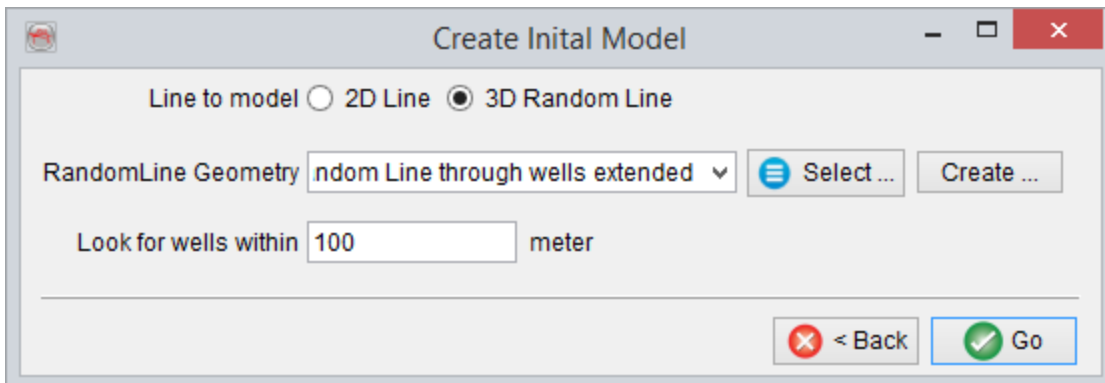 Create Inital Model
Line to model 2D Line 3D Random Line
RandomLine Geometry ndom Line through wells extended Select ... Create ...
Look for wells within 100 meter
< Back Go